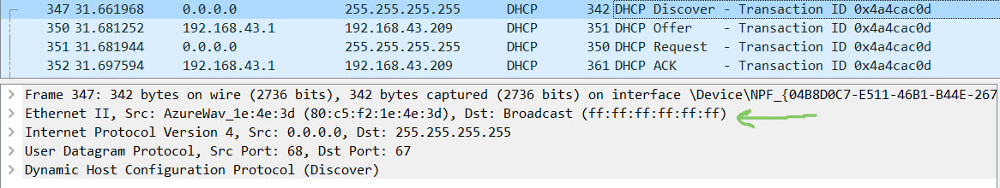 347 31.661968 0.0.0.0 255.255.255.255 DHCP 342 DHCP Discover - Transaction ID 0x4a4cac0d
350 31.681252 192.168.43.1 192.168.43.209 DHCP 351 DHCP Offer - Transaction ID 0x4a4cac0d
351 31.681944 0.0.0.0 255.255.255.255 DHCP 350 DHCP Request - Transaction ID 0x4a4cac0d
352 31.697594 192.168.43.1 192.168.43.209 DHCP 361 DHCP ACK - Transaction ID 0x4a4cac0d
Frame 347: 342 bytes on wire (2736 bits), 342 bytes captured (2736 bits) on interface \Device\NPF_{04B8D0C7-E511-46B1-B44E-267
Ethernet II, Src: AzureWav_1e:4e:3d (80:c5:f2:1e:4e:3d), Dst: Broadcast (ff:ff:ff:ff:ff:ff)
Internet Protocol Version 4, Src: 0.0.0.0, Dst: 255.255.255.255
User Datagram Protocol, Src Port: 68, Dst Port: 67
Dynamic Host Configuration Protocol (Discover)